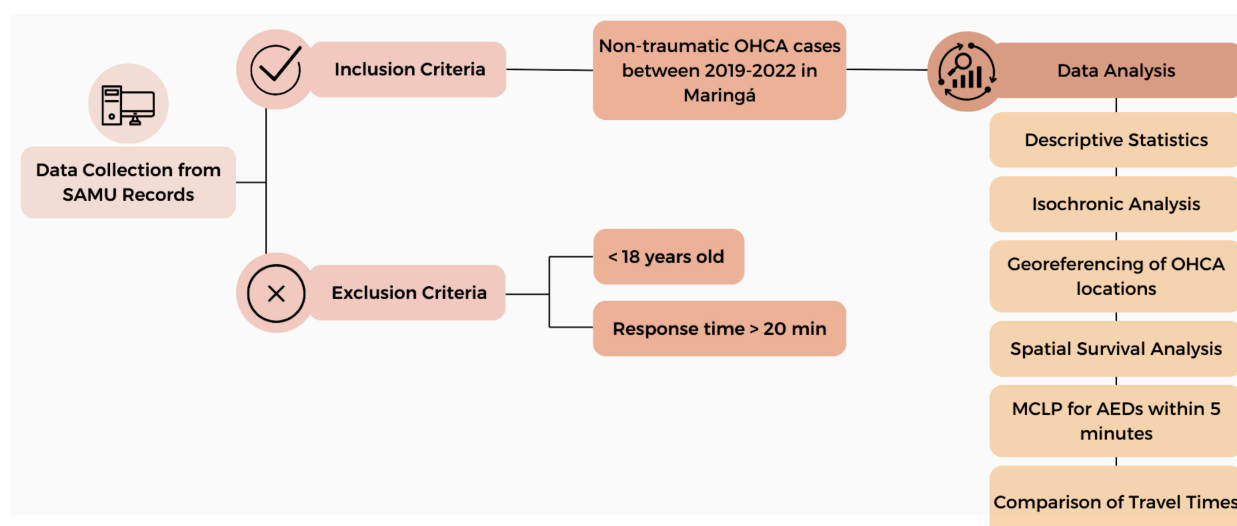 Data Collection from
SAMU Records
Inclusion Criteria
Non-traumatic OHCA cases
between 2019-2022 in
Maringá
Exclusion Criteria
< 18 years old
Response time > 20 min
Data Analysis
Descriptive Statistics
Isochronic Analysis
Georeferencing of OHCA
locations
Spatial Survival Analysis
MCLP for AEDs within 5
minutes
Comparison of Travel Times